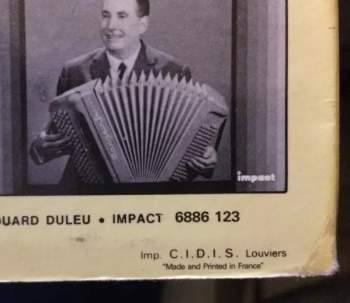 impact
OUARD DULEU • IMPACT 6886 123
Imp. C.I.D.I.S. Louviers
"Made and Printed in France"